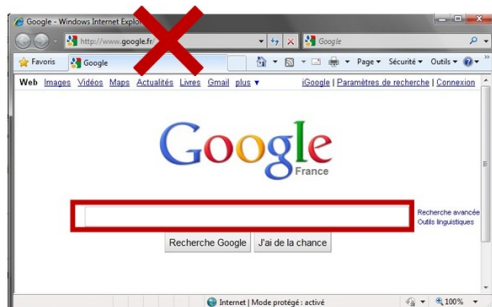 Google - Windows Internet Explo
http://www.google.fr
Google
Favoris
Google
Page
Sécurité
Outils
Web Images Vidéos Maps Actualités Livres Gmail plus
iGoogle | Paramètres de recherche | Connexion
Google
France
Recherche avancée
Outils linguistiques
Recherche Google
J'ai de la chance
Internet | Mode protégé : activé
100%